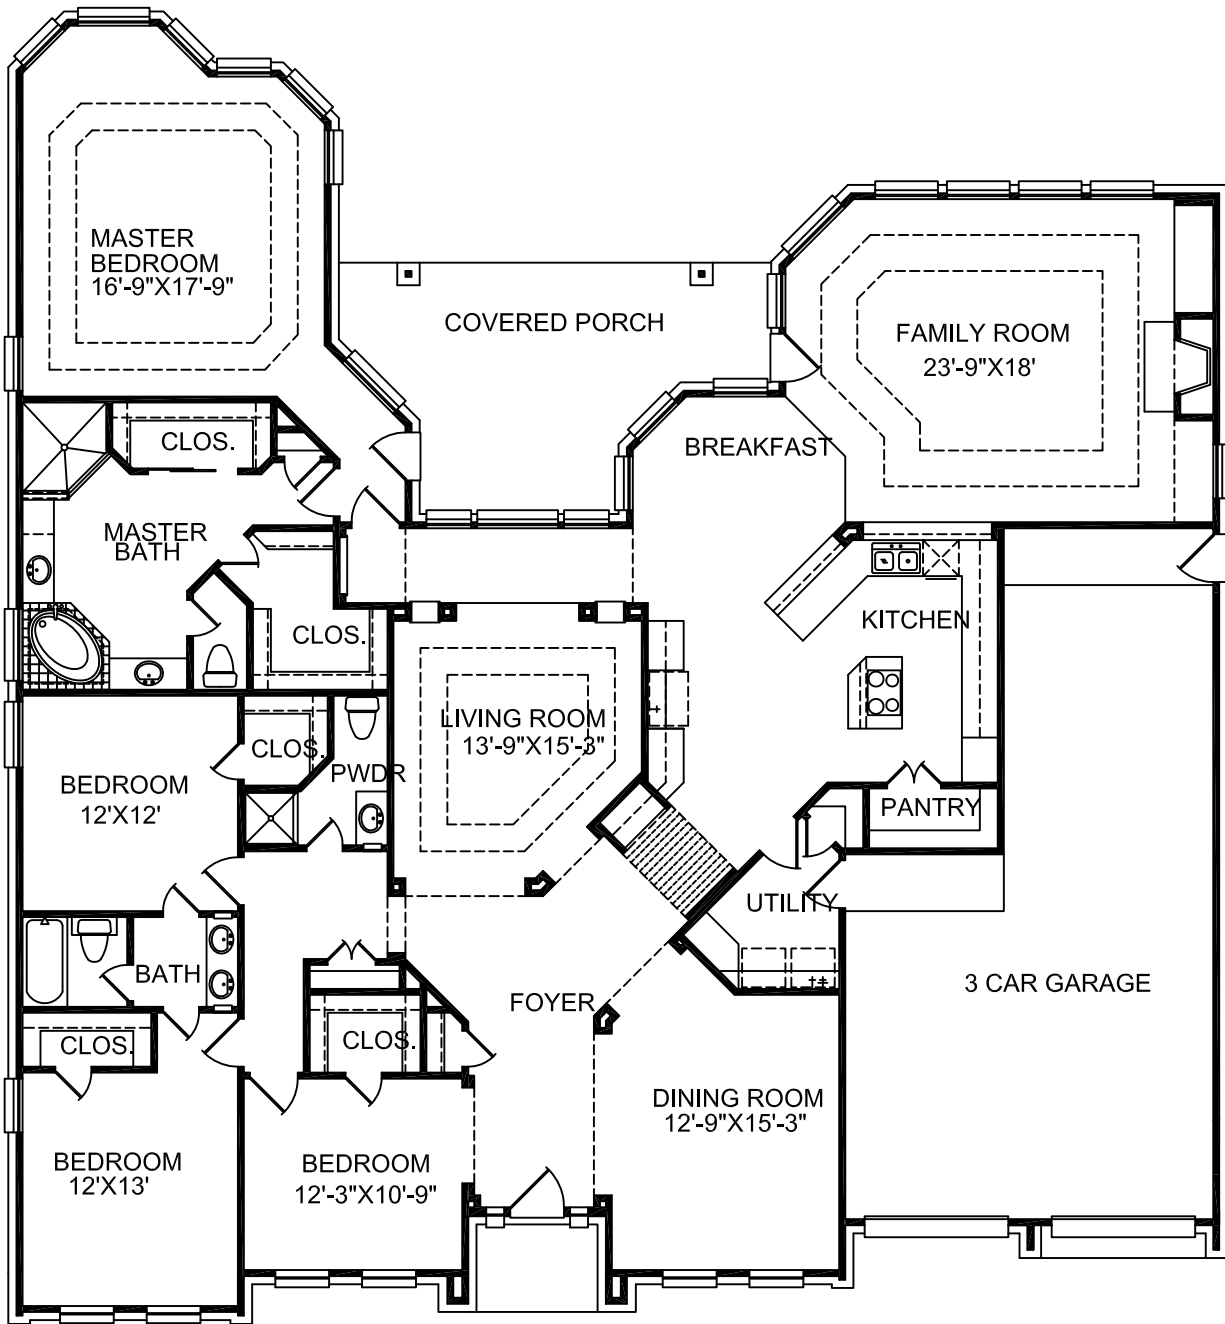 MASTER
BEDROOM
16'-9"X17'-9"
COVERED PORCH
FAMILY ROOM
23'-9"X18'
CLOS.
BREAKFAST
MASTER
BATH
CLOS.
KITCHEN
LIVING ROOM
13'-9"X15'-3"
CLOS.
PWDR
BEDROOM
12'X12'
PANTRY
UTILITY
BATH
FOYER
3 CAR GARAGE
CLOS.
CLOS.
DINING ROOM
12'-9"X15'-3"
BEDROOM
12'X13'
BEDROOM
12'-3"X10'-9"